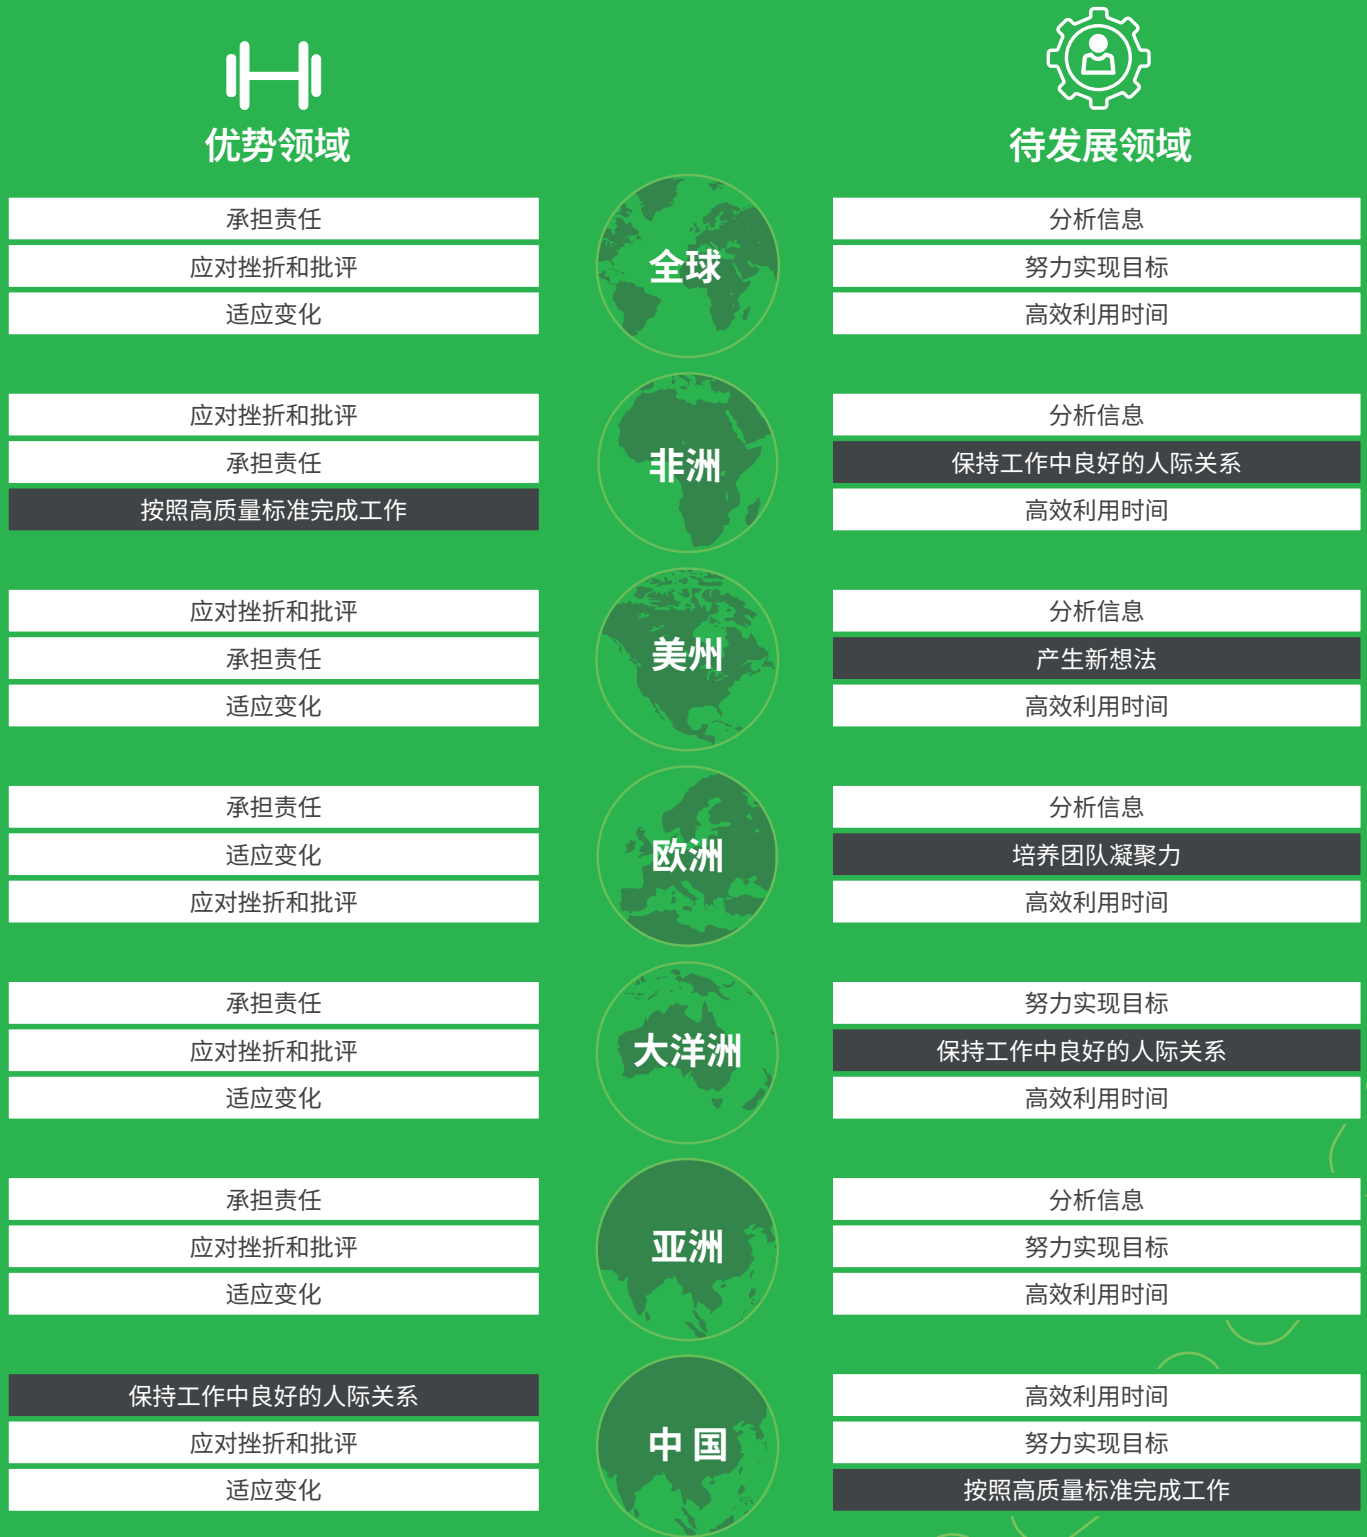 优势领域
待发展领域
全球
承担责任
应对挫折和批评
适应变化
分析信息
努力实现目标
高效利用时间
非洲
应对挫折和批评
承担责任
按照高质量标准完成工作
分析信息
保持工作中良好的人际关系
高效利用时间
美州
应对挫折和批评
承担责任
适应变化
分析信息
产生新想法
高效利用时间
欧洲
承担责任
适应变化
应对挫折和批评
分析信息
培养团队凝聚力
高效利用时间
大洋洲
承担责任
应对挫折和批评
适应变化
努力实现目标
保持工作中良好的人际关系
高效利用时间
亚洲
承担责任
应对挫折和批评
适应变化
分析信息
努力实现目标
高效利用时间
中 国
保持工作中良好的人际关系
应对挫折和批评
适应变化
高效利用时间
努力实现目标
按照高质量标准完成工作